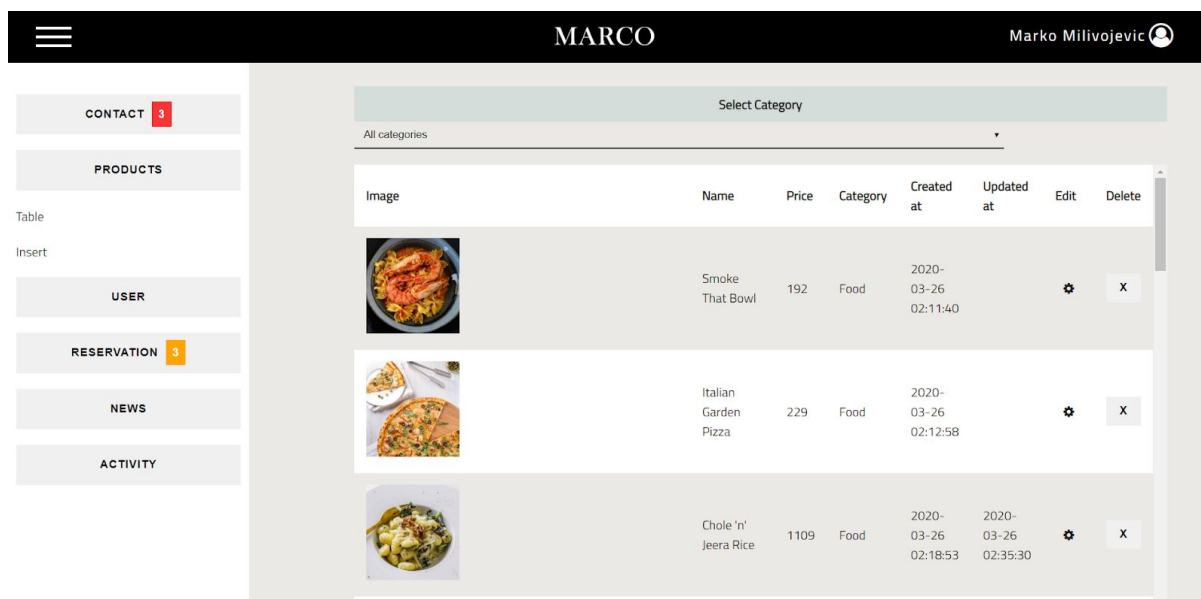 MARCO
Marko Milivojevic
CONTACT 3
PRODUCTS
Table
Insert
USER
RESERVATION 3
NEWS
ACTIVITY
Select Category
All categories
Image Name Price Category Created at Updated at Edit Delete
Smoke
That Bowl
192
Food
2020-
03-26
02:11:40
X
Italian
Garden
Pizza
229
Food
2020-
03-26
02:12:58
X
Chole 'n'
Jeera Rice
1109
Food
2020-
03-26
02:18:53
2020-
03-26
02:35:30
X